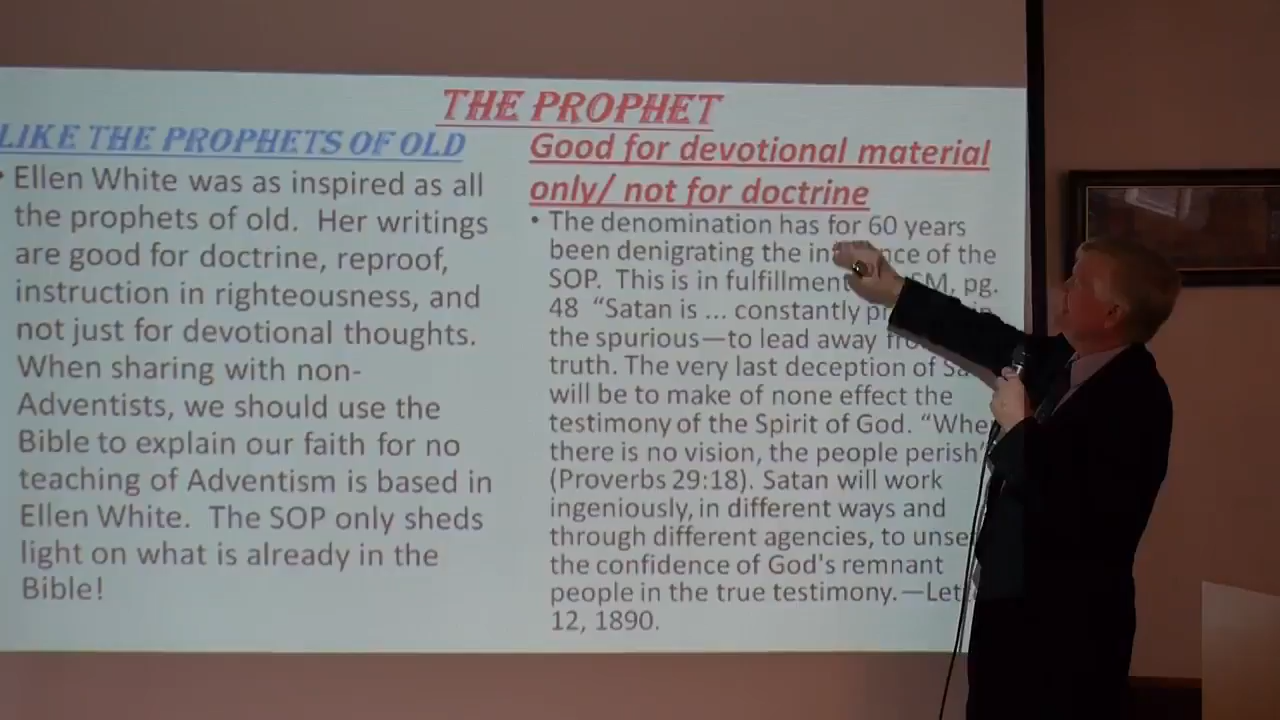 THE PROPHET
LIKE THE PROPHETS OF OLD
• Ellen White was as inspired as all
the prophets of old. Her writings
are good for doctrine, reproof,
instruction in righteousness, and
not just for devotional thoughts.
When sharing with non-
Adventists, we should use the
Bible to explain our faith for no
teaching of Adventism is based in
Ellen White. The SOP only sheds
light on what is already in the
Bible!
Good for devotional material
only/ not for doctrine
• The denomination has for 60 years
been denigrating the of the
SOP. This is in fulfillment pg.
48 “Satan is ... constantly
the spurious—to lead away
truth. The very last deception of
will be to make of none effect the
testimony of the Spirit of God.
there is no vision, the people perish”
(Proverbs 29:18). Satan will work
ingeniously, in different ways and
through different agencies, to
the confidence of God's remnant
people in the true testimony.—
12, 1890.